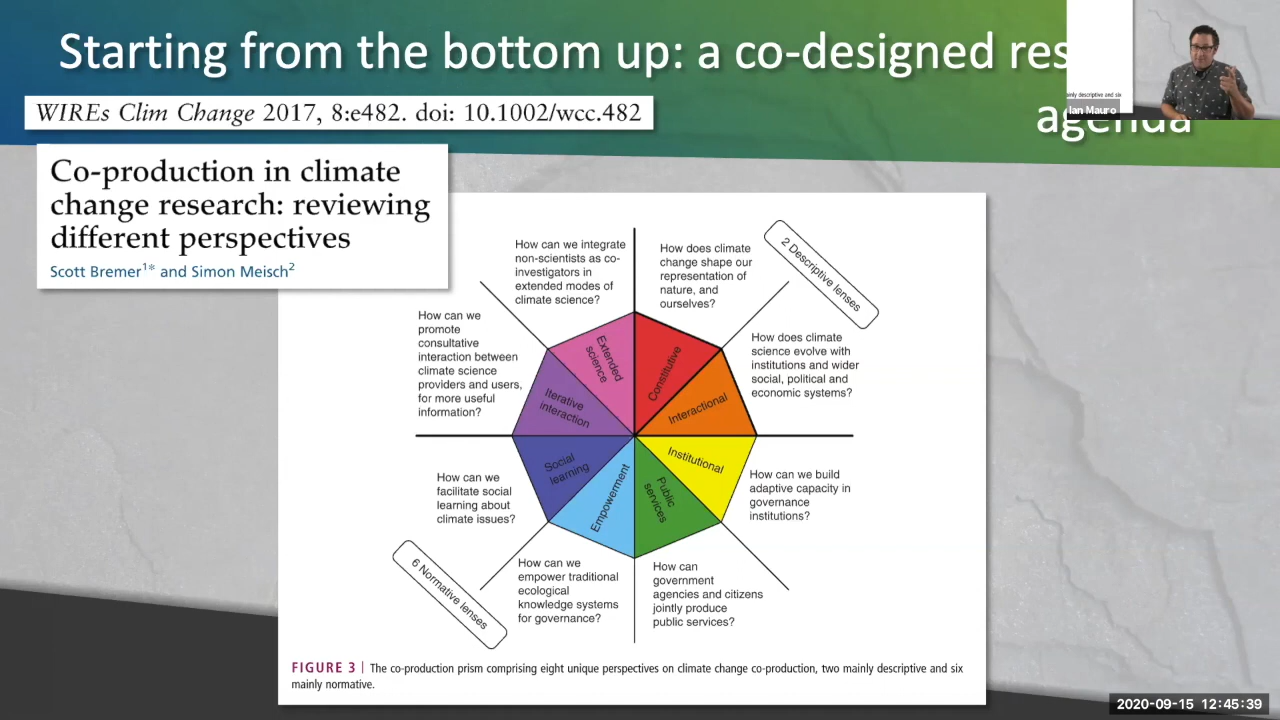 Starting from the bottom up: a co-designed res
agenda
WIREs Clim Change 2017, 8:e482. doi: 10.1002/wcc.482
Co-production in climate
change research: reviewing
different perspectives
Scott Bremer1* and Simon Meisch2
ainly descriptive and six
Ian Mauro
How can we integrate
non-scientists as co-
investigators in
extended modes of
climate science?
How does climate
change shape our
representation of
nature, and
ourselves?
2 Descriptive lenses
How can we
promote
consultative
interaction between
climate science
providers and users,
for more useful
information?
How does climate
science evolve with
institutions and wider
social, political and
economic systems?
Extended
science
Constitutive
Iterative
interaction
Interactional
Social
learning
Institutional
Empowerment
Public
services
How can we
facilitate social
learning about
climate issues?
How can we build
adaptive capacity in
governance
institutions?
6 Normative lenses
How can we
empower traditional
ecological
knowledge systems
for governance?
How can
government
agencies and citizens
jointly produce
public services?
FIGURE 3 | The co-production prism comprising eight unique perspectives on climate change co-production, two mainly descriptive and six
mainly normative.
2020-09-15 12:45:39